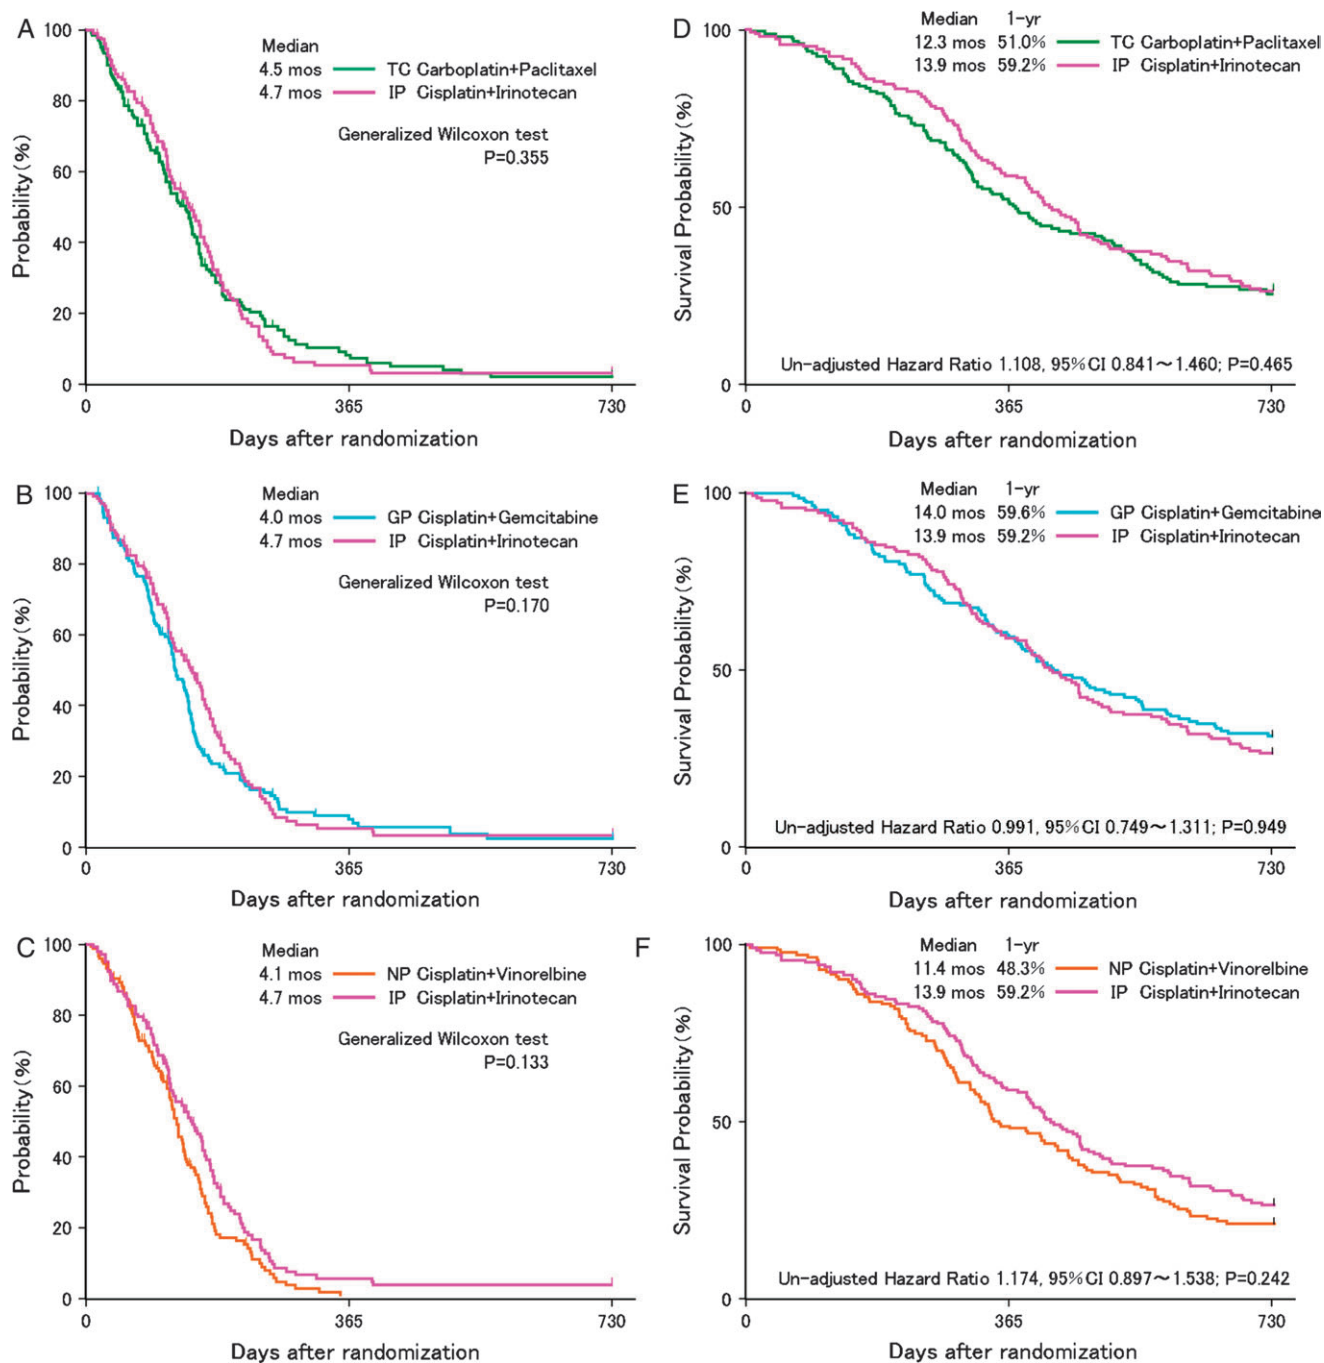 A
Median
4.5 mos TC Carboplatin+Paclitaxel
4.7 mos IP Cisplatin+Irinotecan
Generalized Wilcoxon test
P=0.355
Probability(%)
100
80
60
40
20
0
0 365 730
Days after randomization
D
Median 1-yr
12.3 mos 51.0% TC Carboplatin+Paclitaxel
13.9 mos 59.2% IP Cisplatin+Irinotecan
Survival Probability(%)
100
50
0
Un-adjusted Hazard Ratio 1.108, 95%CI 0.841～1.460; P=0.465
0 365 730
Days after randomization
B
Median
4.0 mos GP Cisplatin+Gemcitabine
4.7 mos IP Cisplatin+Irinotecan
Generalized Wilcoxon test
P=0.170
Probability(%)
100
80
60
40
20
0
0 365 730
Days after randomization
E
Median 1-yr
14.0 mos 59.6% GP Cisplatin+Gemcitabine
13.9 mos 59.2% IP Cisplatin+Irinotecan
Survival Probability(%)
100
50
0
Un-adjusted Hazard Ratio 0.991, 95%CI 0.749～1.311; P=0.949
0 365 730
Days after randomization
C
Median
4.1 mos NP Cisplatin+Vinorelbine
4.7 mos IP Cisplatin+Irinotecan
Generalized Wilcoxon test
P=0.133
Probability(%)
100
80
60
40
20
0
0 365 730
Days after randomization
F
Median 1-yr
11.4 mos 48.3% NP Cisplatin+Vinorelbine
13.9 mos 59.2% IP Cisplatin+Irinotecan
Survival Probability(%)
100
50
0
Un-adjusted Hazard Ratio 1.174, 95%CI 0.897～1.538; P=0.242
0 365 730
Days after randomization